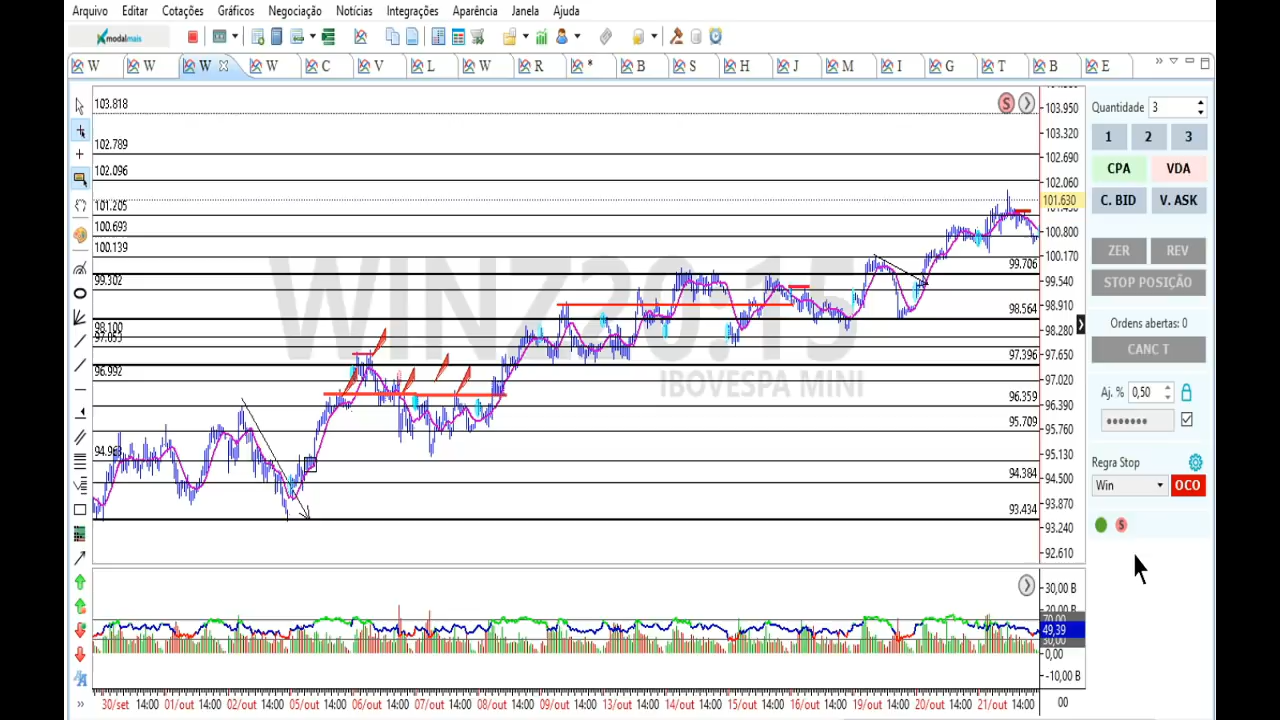 Arquivo Editar Cotações Gráficos Negociação Notícias Integrações Aparência Janela Ajuda
modalmais
W W W W C V L W R * B S H J M I G T B E
103.818
102.789
102.096
101.205
100.693
100.139
99.302
98.100
96.992
99.706
98.564
97.396
96.359
95.709
94.384
93.434
WINZ20.15
IBOVESPA MINI
S
103.950
103.320
102.690
102.060
101.630
100.800
100.170
99.540
98.910
98.280
97.650
97.020
96.390
95.760
95.130
94.500
93.870
93.240
92.610
Quantidade 3
1 2 3
CPA VDA
C. BID V. ASK
ZER REV
STOP POSIÇÃO
Ordens abertas: 0
CANC T
Aj. % 0,50
Regra Stop
Win OCO
S
30,00 B
20,00 B
49,39
0,00
-10,00 B
30/set 14:00 01/out 14:00 02/out 14:00 05/out 14:00 06/out 14:00 07/out 14:00 08/out 14:00 09/out 14:00 13/out 14:00 14/out 14:00 15/out 14:00 16/out 14:00 19/out 14:00 20/out 14:00 21/out 14:00 00